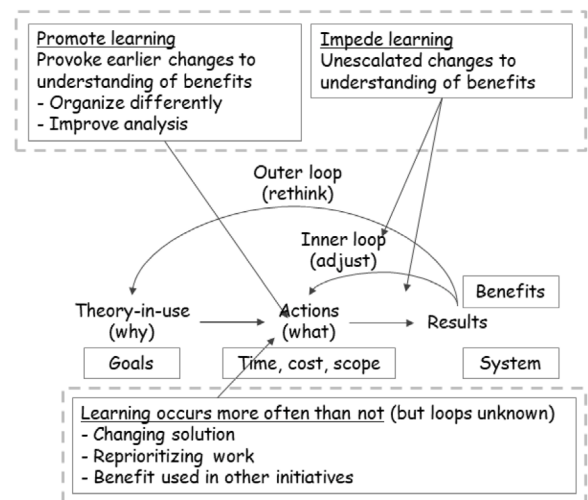 Promote learning
Provoke earlier changes to
understanding of benefits
- Organize differently
- Improve analysis
Impede learning
Unescalated changes to
understanding of benefits
Outer loop
(rethink)
Inner loop
(adjust)
Benefits
Theory-in-use
(why)
Actions
(what)
Results
Goals
Time, cost, scope
System
Learning occurs more often than not (but loops unknown)
- Changing solution
- Reprioritizing work
- Benefit used in other initiatives